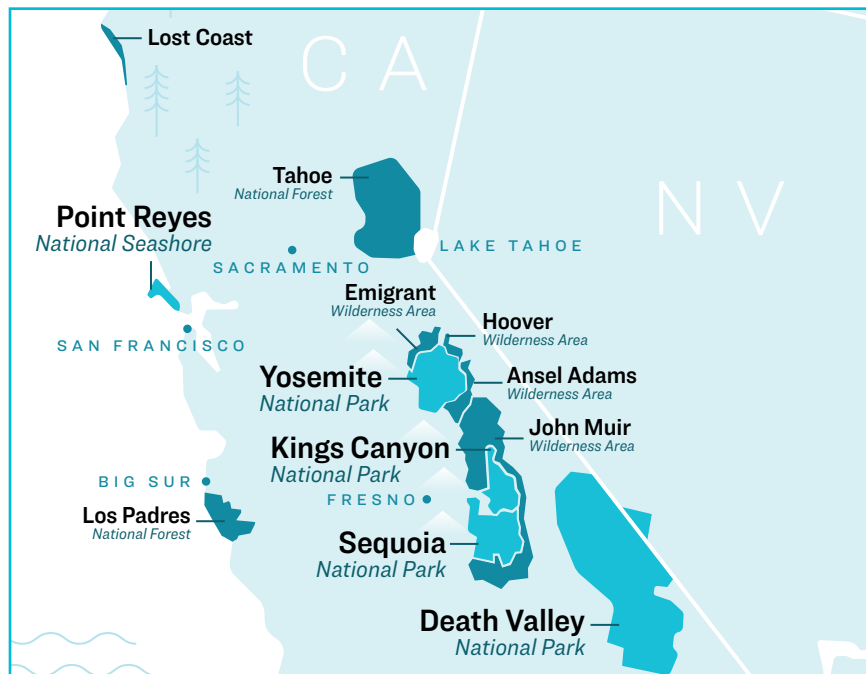 Lost Coast
CA
Tahoe
National Forest
NV
Point Reyes
National Seashore
LAKE TAHOE
SACRAMENTO
Emigrant
Wilderness Area
Hoover
Wilderness Area
SAN FRANCISCO
Yosemite
National Park
Ansel Adams
Wilderness Area
John Muir
Wilderness Area
Kings Canyon
National Park
BIG SUR
FRESNO
Los Padres
National Forest
Sequoia
National Park
Death Valley
National Park